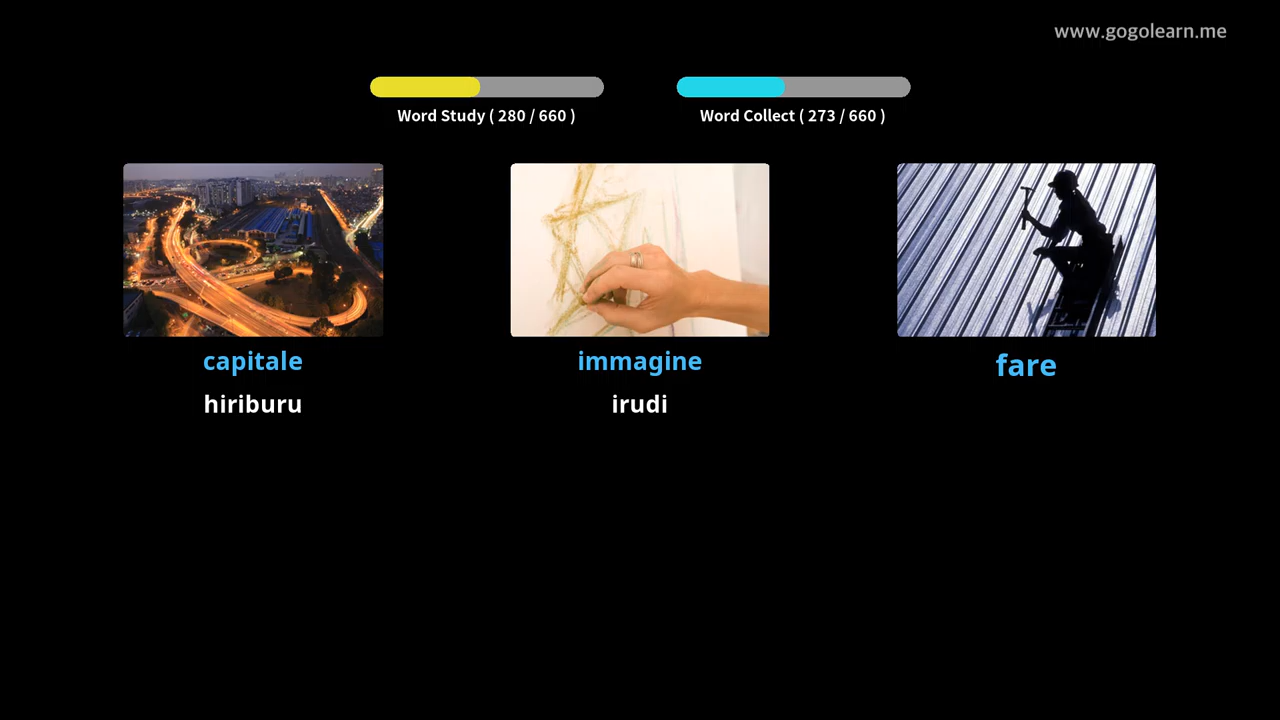 www.gogolearn.me
Word Study ( 280 / 660 )
Word Collect ( 273 / 660 )
capitale
immagine
fare
hiriburu
irudi